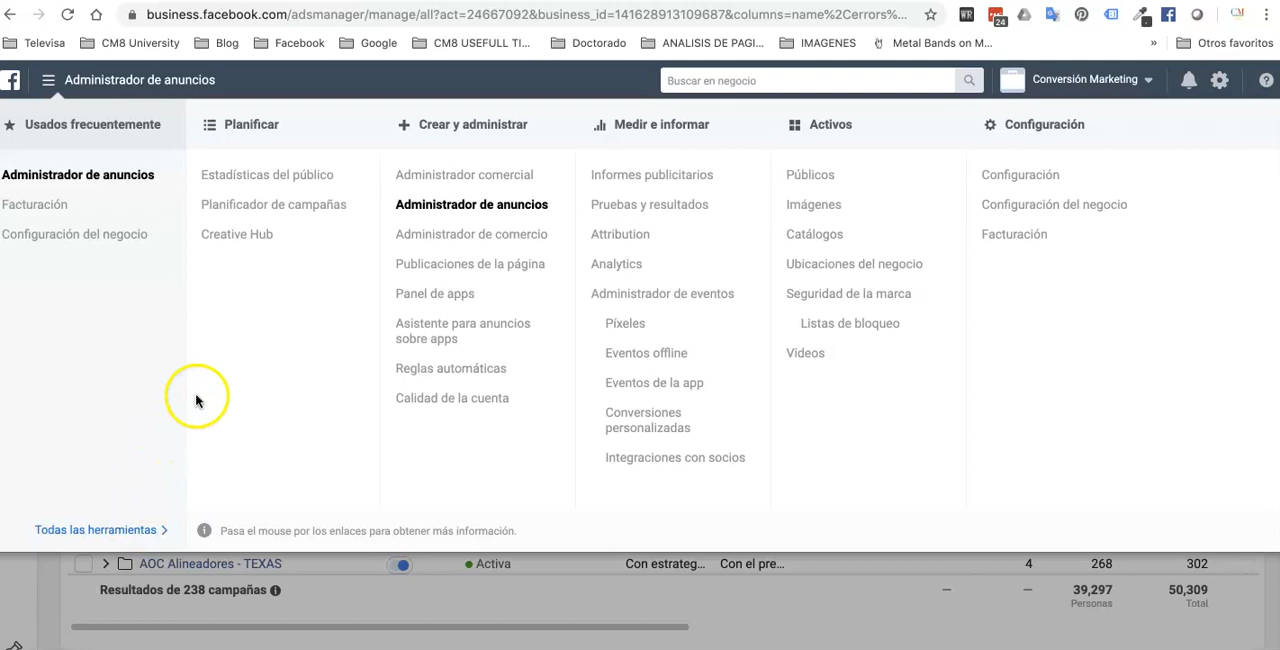 business.facebook.com/adsmanager/manage/all?act=24667092&business_id=141628913109687&columns=name%2Cerrors%...
24
CM
Televisa
CM8 University
Blog
Facebook
Google
CM8 USEFULL TI...
Doctorado
ANALISIS DE PAGI...
IMAGENES
Metal Bands on M...
»
Otros favoritos
Administrador de anuncios
Buscar en negocio
Conversión Marketing
Usados frecuentemente
Administrador de anuncios
Facturación
Configuración del negocio
Todas las herramientas
Planificar
Estadísticas del público
Planificador de campañas
Creative Hub
Crear y administrar
Administrador comercial
Administrador de anuncios
Administrador de comercio
Publicaciones de la página
Panel de apps
Asistente para anuncios
sobre apps
Reglas automáticas
Calidad de la cuenta
Medir e informar
Informes publicitarios
Pruebas y resultados
Attribution
Analytics
Administrador de eventos
Píxeles
Eventos offline
Eventos de la app
Conversiones
personalizadas
Integraciones con socios
Activos
Públicos
Imágenes
Catálogos
Ubicaciones del negocio
Seguridad de la marca
Listas de bloqueo
Videos
Configuración
Configuración
Configuración del negocio
Facturación
Pasa el mouse por los enlaces para obtener más información.
AOC Alineadores - TEXAS
Activa
Con estrateg...
Con el pre...
4
268
302
Resultados de 238 campañas
—
—
39,297
Personas
50,309
Total